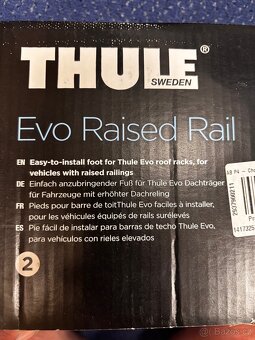 THULE®
SWEDEN
Evo Raised Rail
EN Easy-to-install foot for Thule Evo roof racks, for
vehicles with raised railings
DE Einfach anzubringender Fuß für Thule Evo Dachträger
für Fahrzeuge mit erhöhter Dachreling
FR Pieds pour barre de toitThule Evo faciles à installer,
pour les véhicules équipés de rails surélevés
ES Pie fácil de instalar para barras de techo Thule Evo,
para vehículos con rieles elevados
2